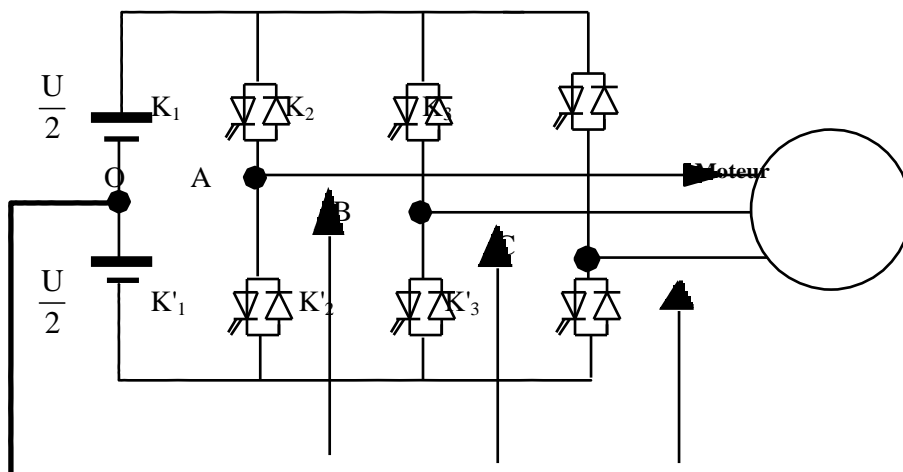 U
2
K₁ K₂ K₃
O A Moteur
B
C
U
2
K'₁ K'₂ K'₃